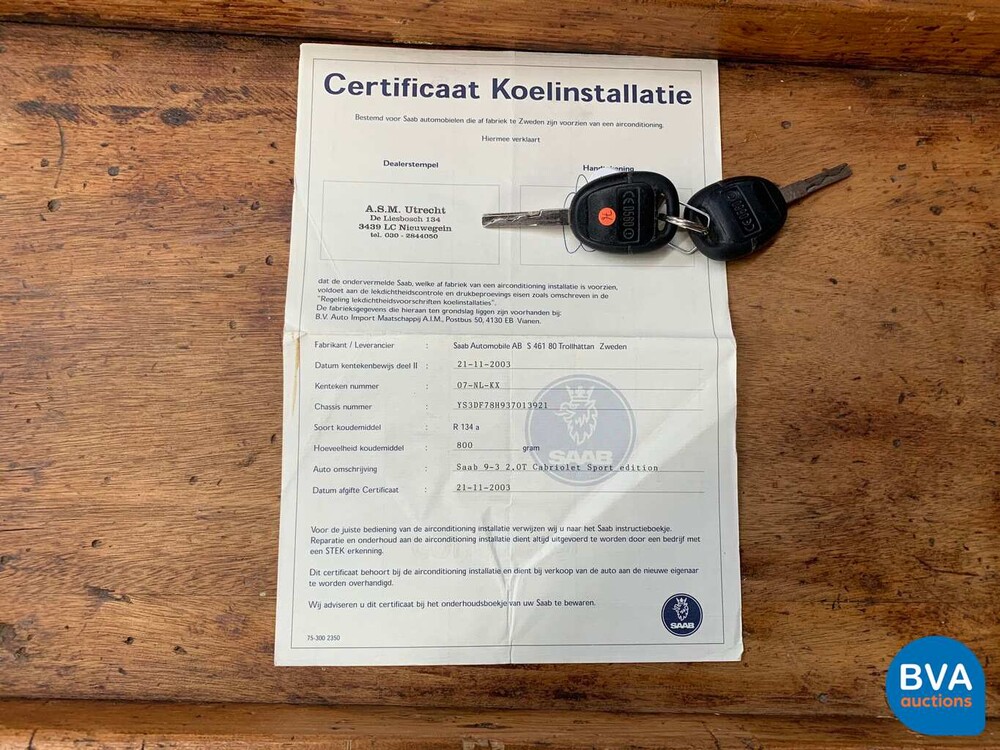 Certificaat Koelinstallatie
Bestemd voor Saab automobielen die af fabriek te Zweden zijn voorzien van een airconditioning.
Hiermee verklaart
Dealerstempel
A.S.M. Utrecht
De Liesbosch 134
3439 LC Nieuwegein
tel. 030 - 2844050
CE 0580
CE 0580
dat de ondervermelde Saab, welke af fabriek van een airconditioning installatie is voorzien,
voldoet aan de lekdichtheidscontrole en drukbeproevings eisen zoals omschreven in de
"Regeling lekdichtheidsvoorschriften koelinstallaties".
De fabrieksgegevens die hieraan ten grondslag liggen zijn voorhanden bij:
B.V. Auto Import Maatschappij A.I.M., Postbus 50, 4130 EB Vianen.
Fabrikant / Leverancier : Saab Automobile AB S 461 80 Trollhattan Zweden
Datum kentekenbewijs deel II : 21-11-2003
Kenteken nummer : 07-NL-KX
Chassis nummer : YS3DF78H937013921
Soort koudemiddel : R 134 a
Hoeveelheid koudemiddel : 800 gram
Auto omschrijving : Saab 9-3 2.0T Cabriolet Sport edition
Datum afgifte Certificaat : 21-11-2003
SAAB
Voor de juiste bediening van de airconditioning installatie verwijzen wij u naar het Saab instructieboekje.
Reparatie en onderhoud aan de airconditioning installatie dient altijd uitgevoerd te worden door een bedrijf met
een STEK erkenning.
Dit certificaat behoort bij de airconditioning installatie en dient bij verkoop van de auto aan de nieuwe eigenaar
te worden overhandigd.
Wij adviseren u dit certificaat bij het onderhoudsboekje van uw Saab te bewaren.
SAAB
75-300 2350
BVA
auctions